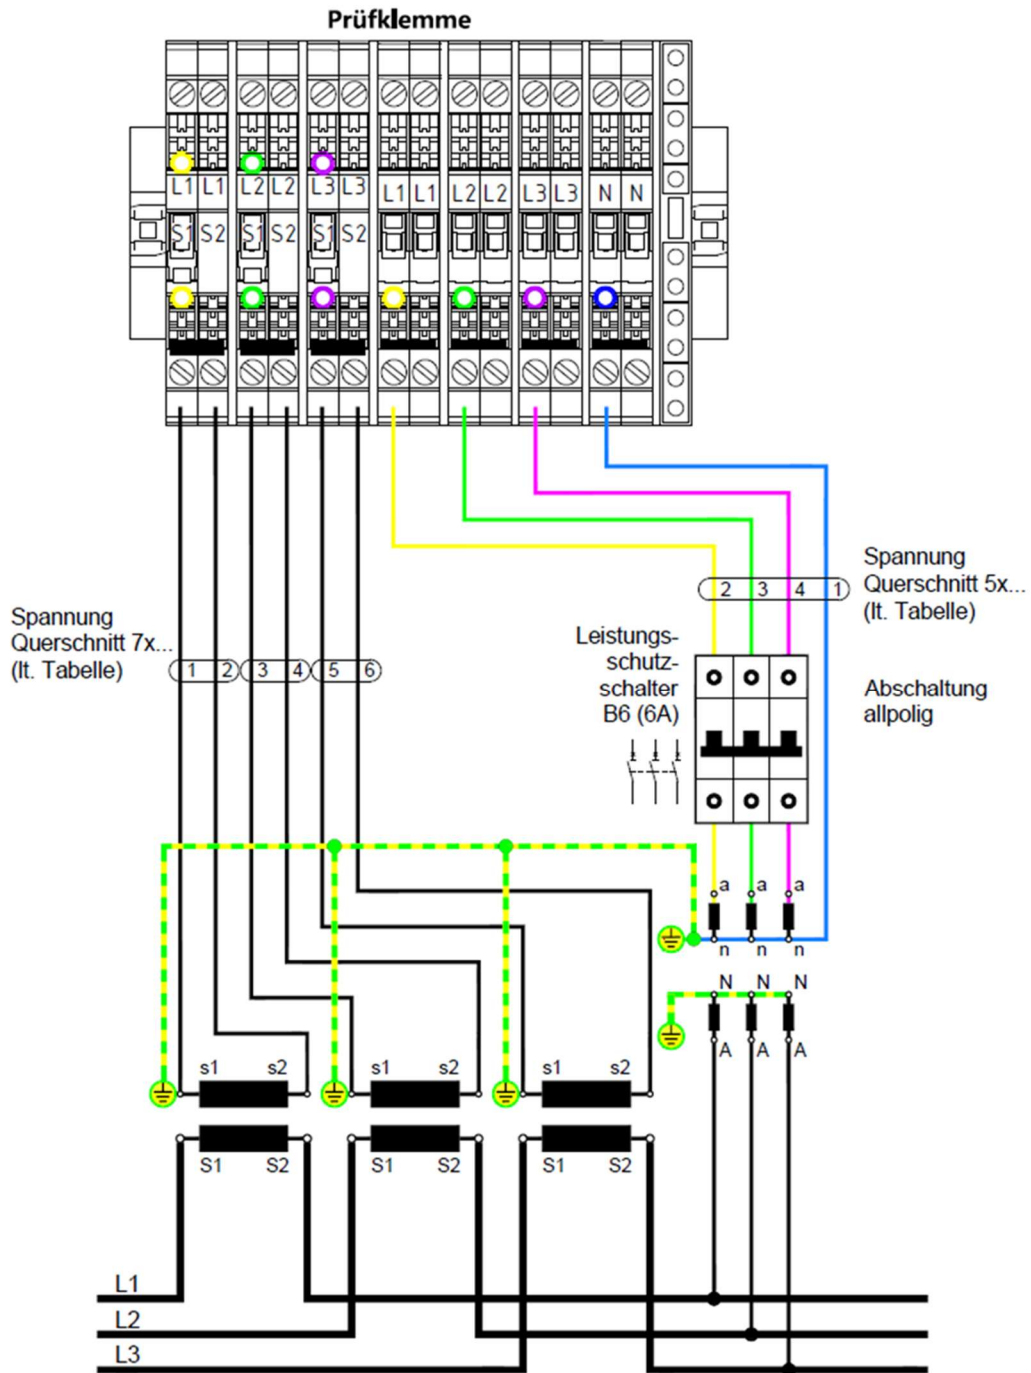 Prüfklemme
L1 L1 L2 L2 L3 L3 L1 L1 L2 L2 L3 L3 N N
S1 S2 S1 S2 S1 S2
Spannung
Querschnitt 5x...
(lt. Tabelle)
2 3 4 1
Spannung
Querschnitt 7x...
(lt. Tabelle)
1 2 3 4 5 6
Leistungs-
schutz-
schalter
B6 (6A)
Abschaltung
allpolig
a a a
n n n
N N N
A A A
s1 s2 s1 s2 s1 s2
S1 S2 S1 S2 S1 S2
L1
L2
L3